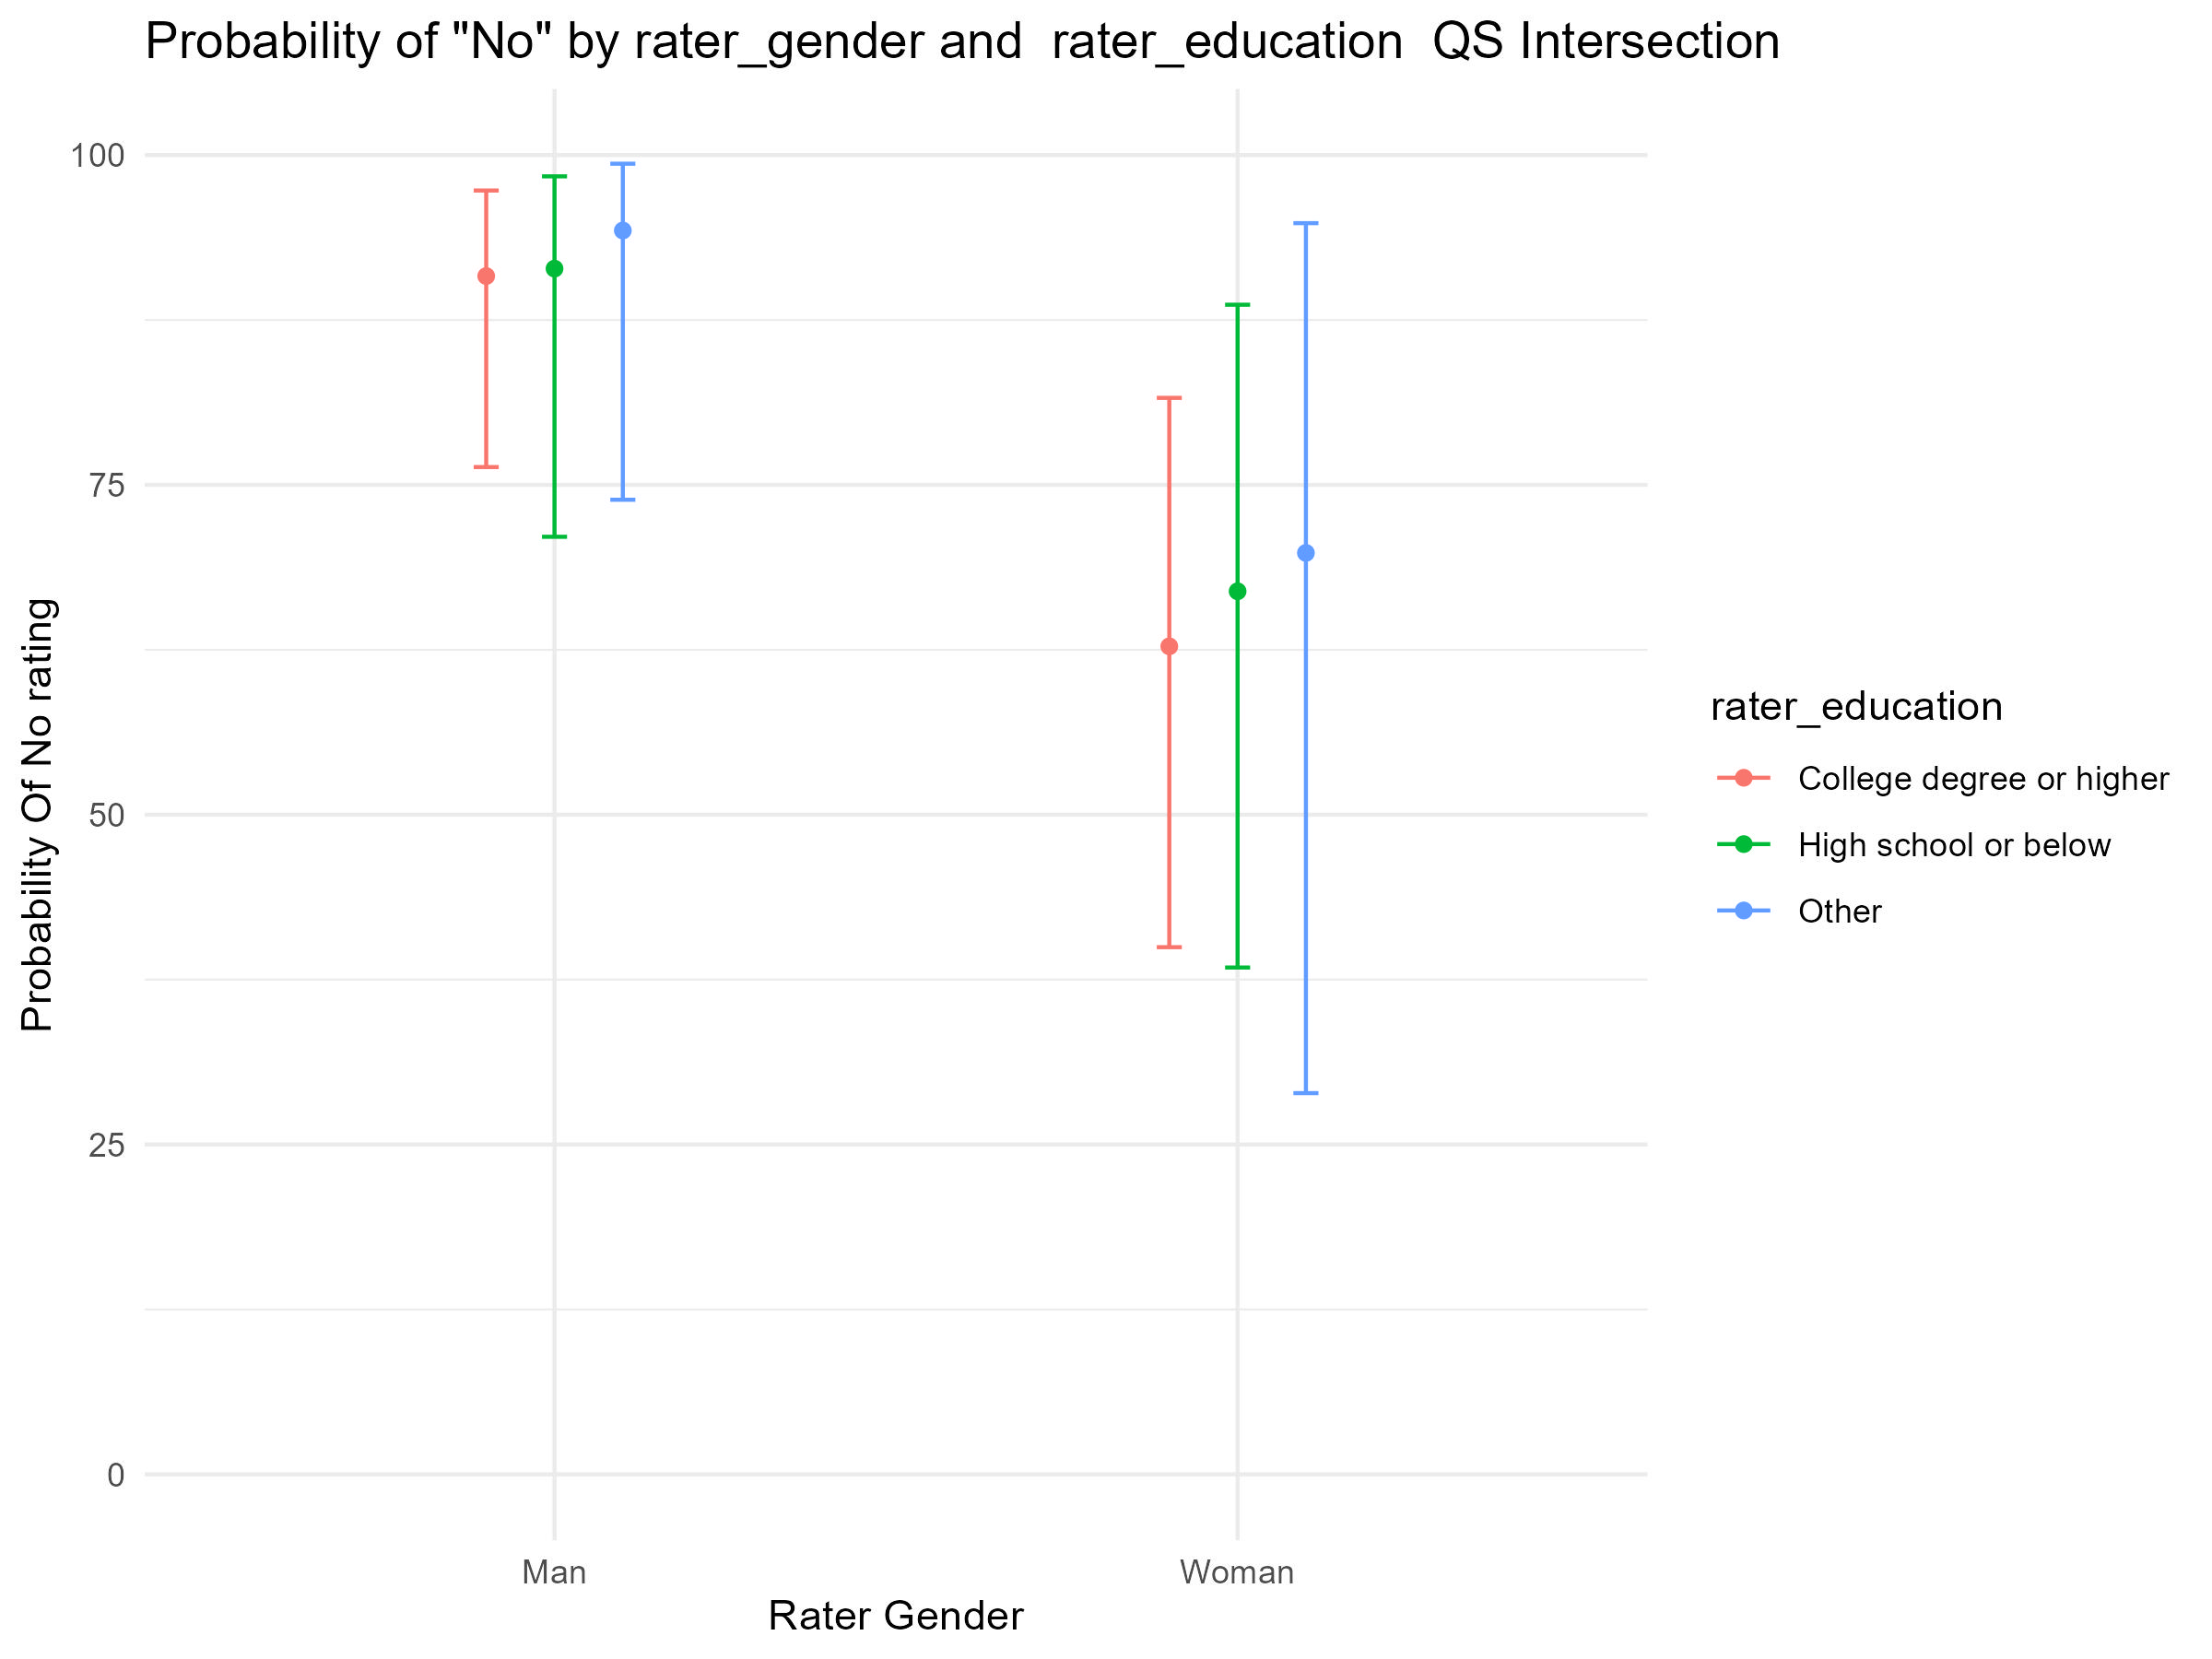 Probability of "No" by rater_gender and  rater_education  QS Intersection
100
75
50
25
0
Probability Of No rating
Man
Woman
Rater Gender
rater_education
College degree or higher
High school or below
Other